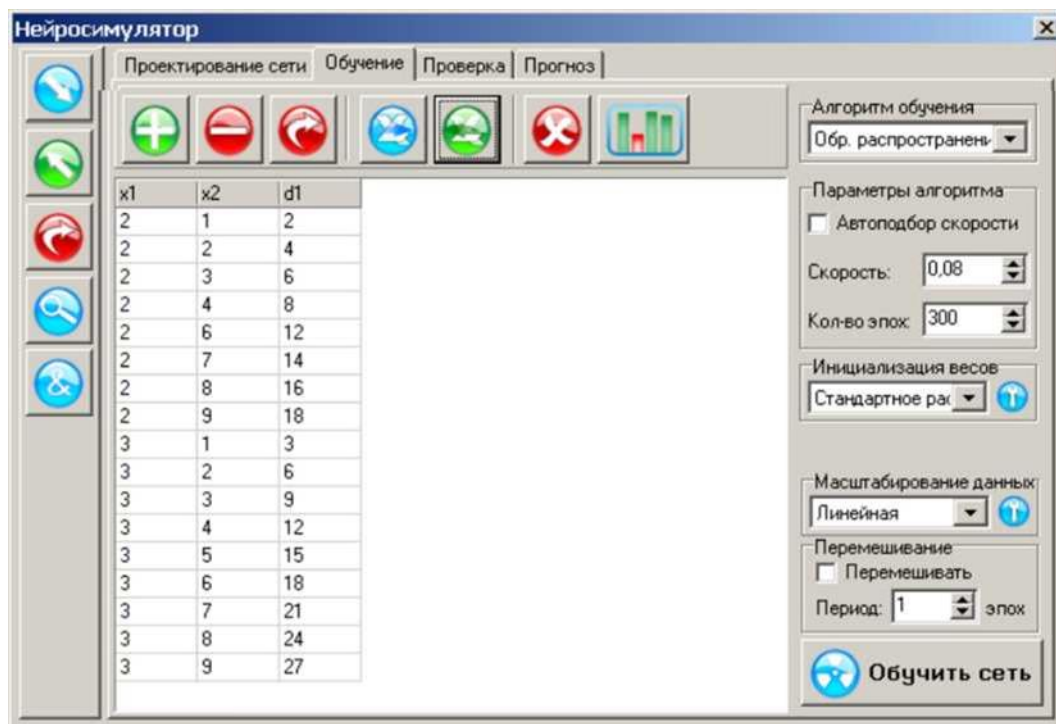 Нейросимулятор
Проектирование сети Обучение Проверка Прогноз
x1 x2 d1
2 1 2
2 2 4
2 3 6
2 4 8
2 6 12
2 7 14
2 8 16
2 9 18
3 1 3
3 2 6
3 3 9
3 4 12
3 5 15
3 6 18
3 7 21
3 8 24
3 9 27
Алгоритм обучения
Обр. распространени
Параметры алгоритма
Автоподбор скорости
Скорость: 0,08
Кол-во эпох: 300
Инициализация весов
Стандартное рас
Масштабирование данных
Линейная
Перемешивание
Перемешивать
Период: 1 эпох
Обучить сеть
&